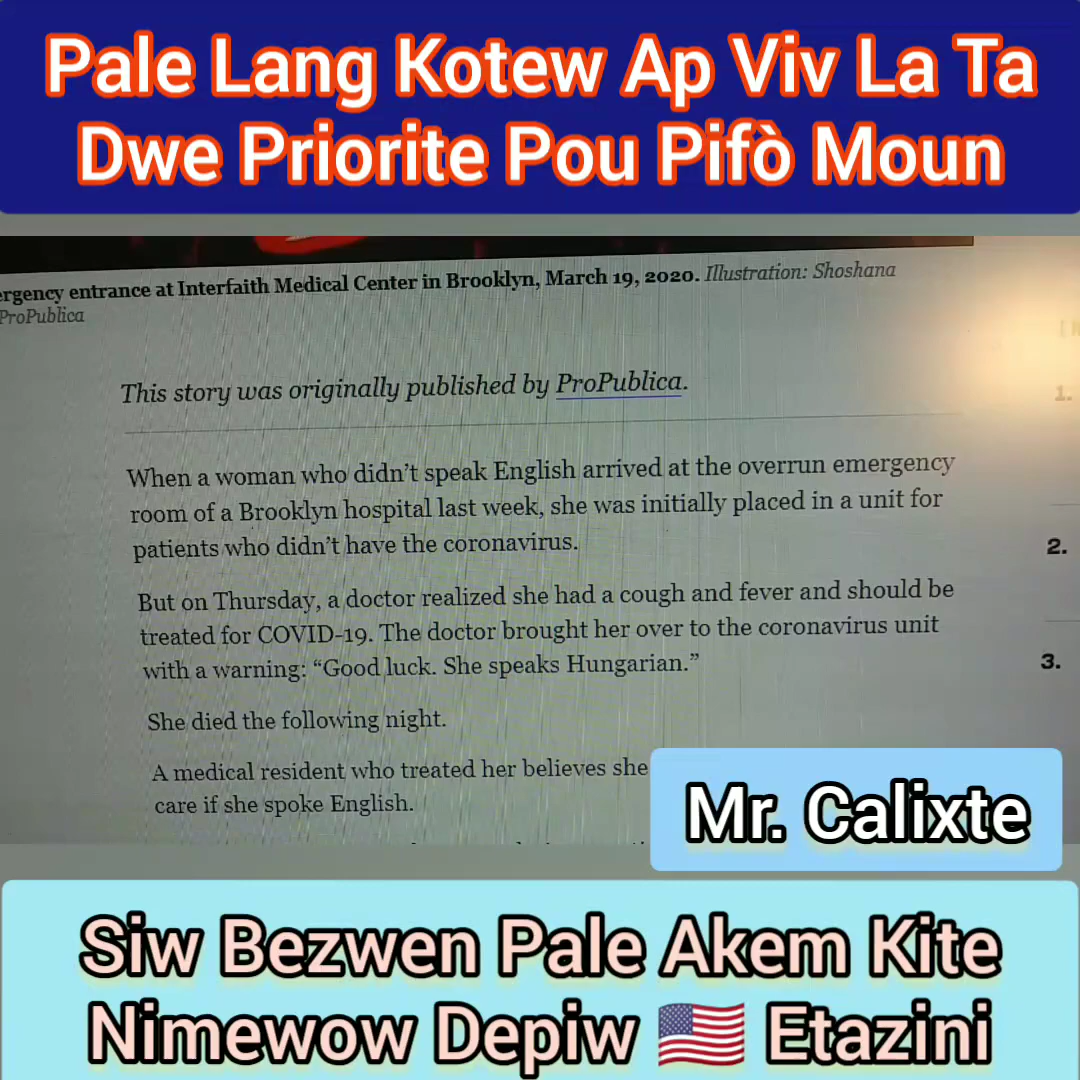 Pale Lang Kotew Ap Viv La Ta
Dwe Priorite Pou Pifò Moun
ergency entrance at Interfaith Medical Center in Brooklyn, March 19, 2020. Illustration: Shoshana
ProPublica
This story was originally published by ProPublica.
When a woman who didn't speak English arrived at the overrun emergency
room of a Brooklyn hospital last week, she was initially placed in a unit for
patients who didn't have the coronavirus.
But on Thursday, a doctor realized she had a cough and fever and should be
treated for COVID-19. The doctor brought her over to the coronavirus unit
with a warning: “Good luck. She speaks Hungarian.”
She died the following night.
A medical resident who treated her believes she
care if she spoke English.
1.
2.
3.
Mr. Calixte
Siw Bezwen Pale Akem Kite
Nimewow Depiw 🇺🇸 Etazini